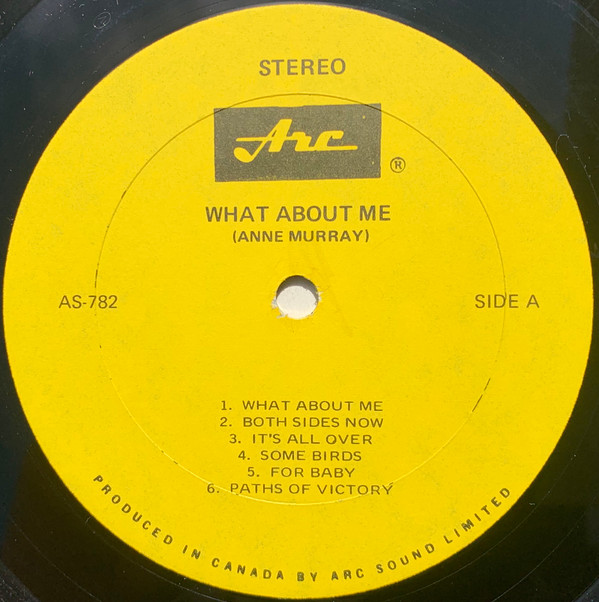 STEREO
Arc
®
WHAT ABOUT ME
(ANNE MURRAY)
AS-782
SIDE A
1. WHAT ABOUT ME
2. BOTH SIDES NOW
3. IT'S ALL OVER
4. SOME BIRDS
5. FOR BABY
6. PATHS OF VICTORY
PRODUCED IN CANADA BY ARC SOUND LIMITED